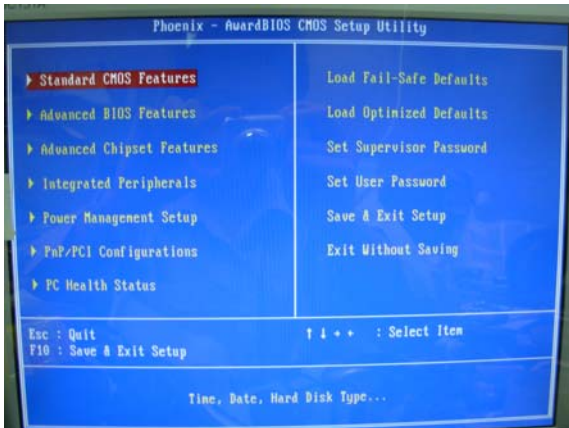 Phoenix - AwardBIOS CMOS Setup Utility
Standard CMOS Features
Advanced BIOS Features
Advanced Chipset Features
Integrated Peripherals
Power Management Setup
PnP/PCI Configurations
PC Health Status
Load Fail-Safe Defaults
Load Optimized Defaults
Set Supervisor Password
Set User Password
Save & Exit Setup
Exit Without Saving
Esc : Quit
F10 : Save & Exit Setup
↑ ↓ → ← : Select Item
Time, Date, Hard Disk Type...